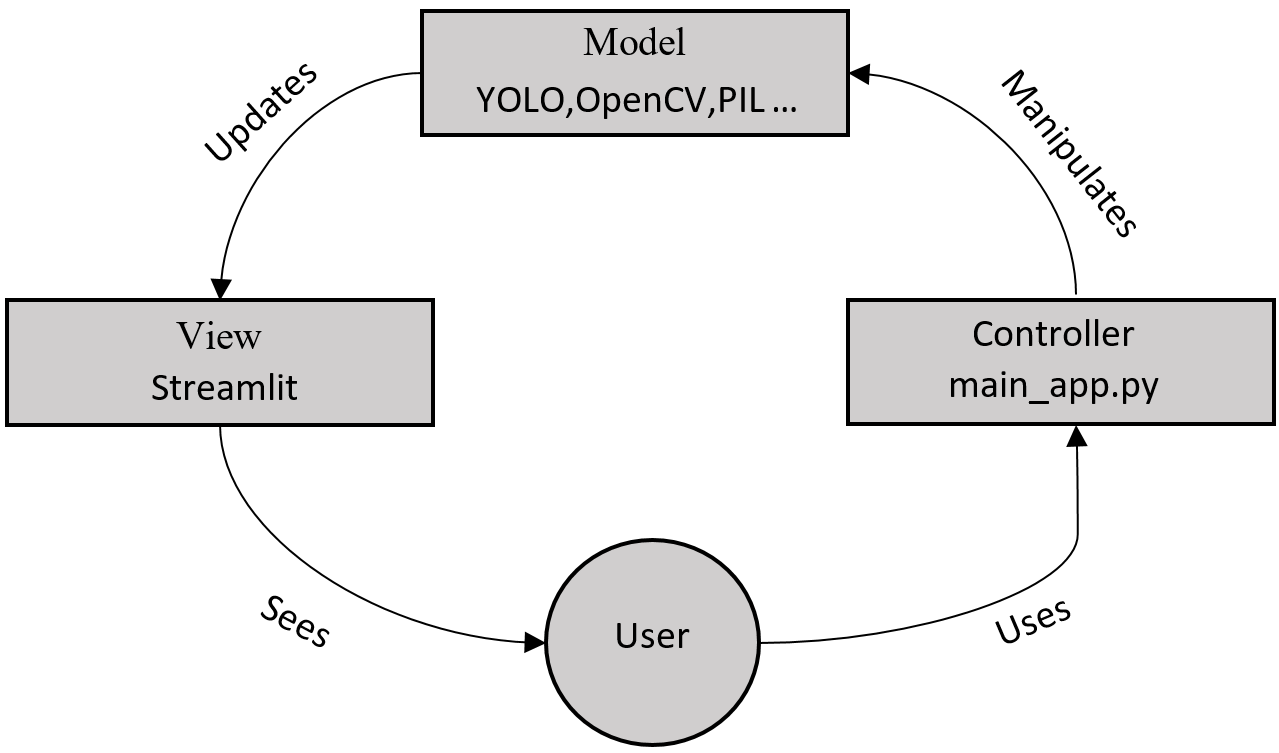 Model
YOLO,OpenCV,PIL ...
Updates
Manipulates
View
Streamlit
Controller
main_app.py
Sees
User
Uses